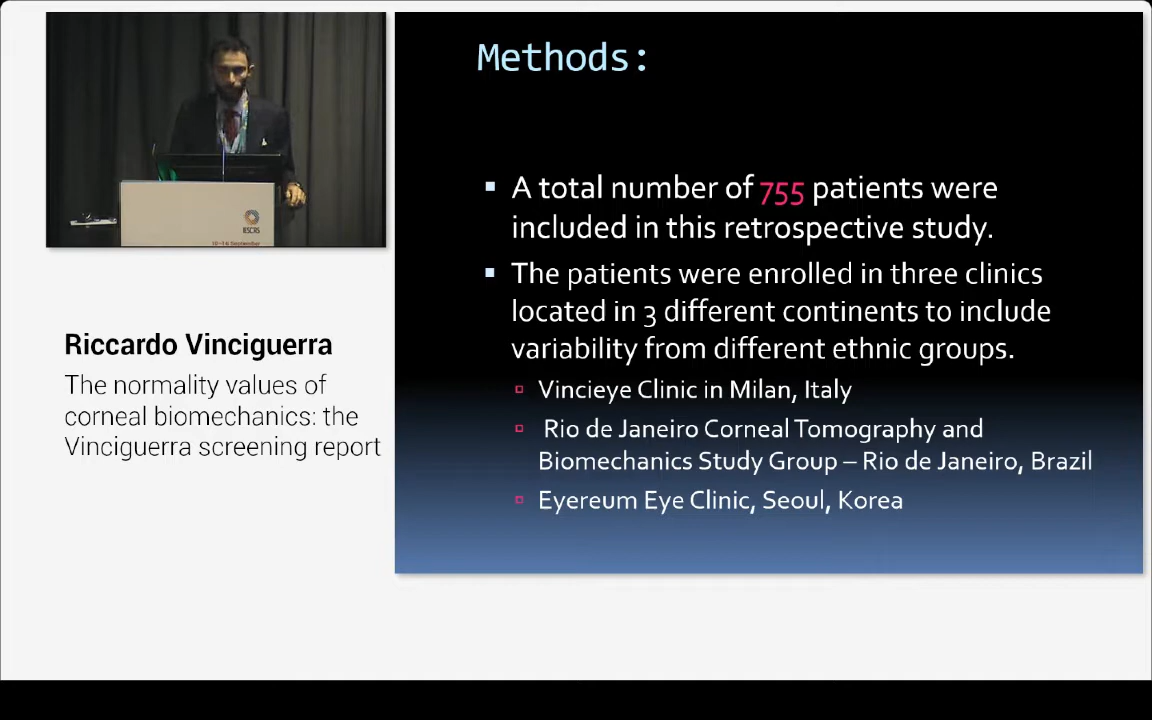 Methods:
A total number of 755 patients were
included in this retrospective study.
The patients were enrolled in three clinics
located in 3 different continents to include
variability from different ethnic groups.
Vincieye Clinic in Milan, Italy
Rio de Janeiro Corneal Tomography and
Biomechanics Study Group – Rio de Janeiro, Brazil
Eyereum Eye Clinic, Seoul, Korea
ESCRS
10-14 September
Riccardo Vinciguerra
The normality values of
corneal biomechanics: the
Vinciguerra screening report